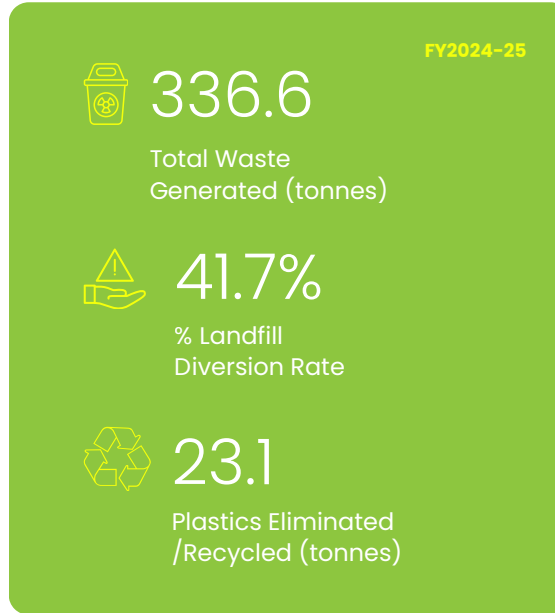 FY2024-25
336.6
Total Waste
Generated (tonnes)
41.7%
% Landfill
Diversion Rate
23.1
Plastics Eliminated
/Recycled (tonnes)